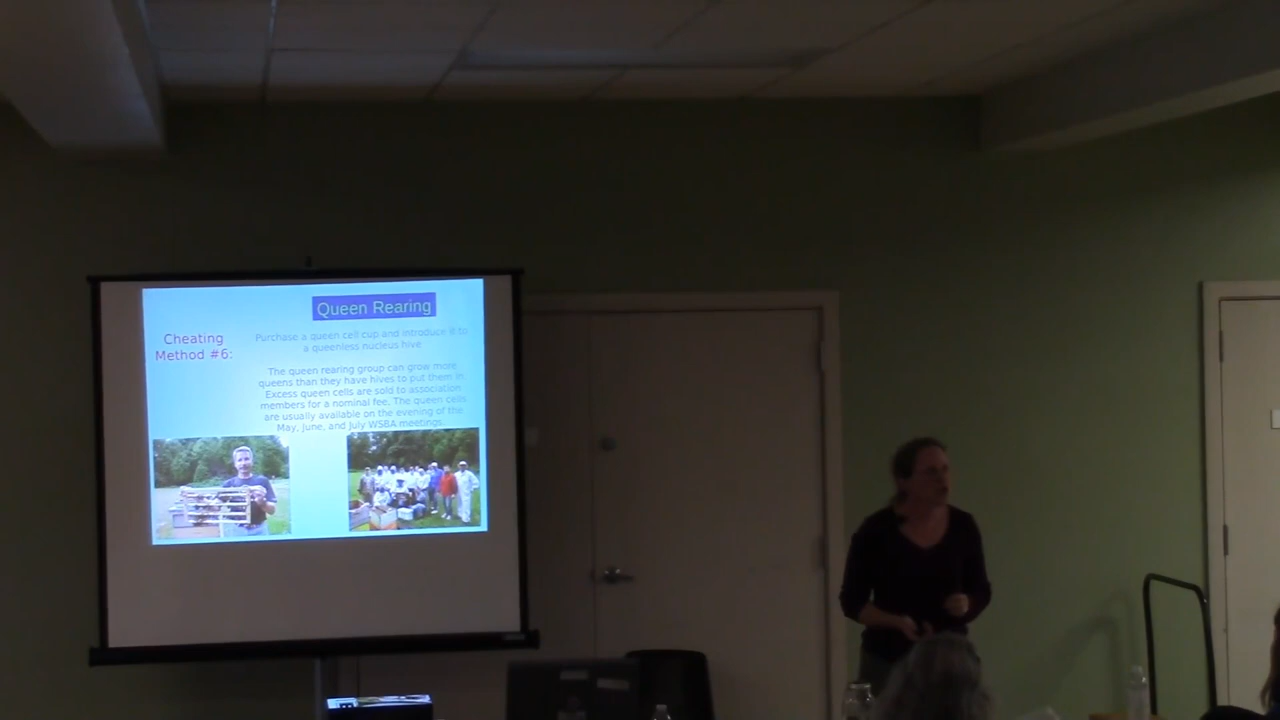 Queen Rearing
Cheating
Method #6:
Purchase a queen cell cup and introduce it to
a queenless nucleus hive
The queen rearing group can grow more
queens than they have hives to put them in.
Excess queen cells are sold to association
members for a nominal fee. The queen cells
are usually available on the evening of the
May, June, and July WSBA meetings.